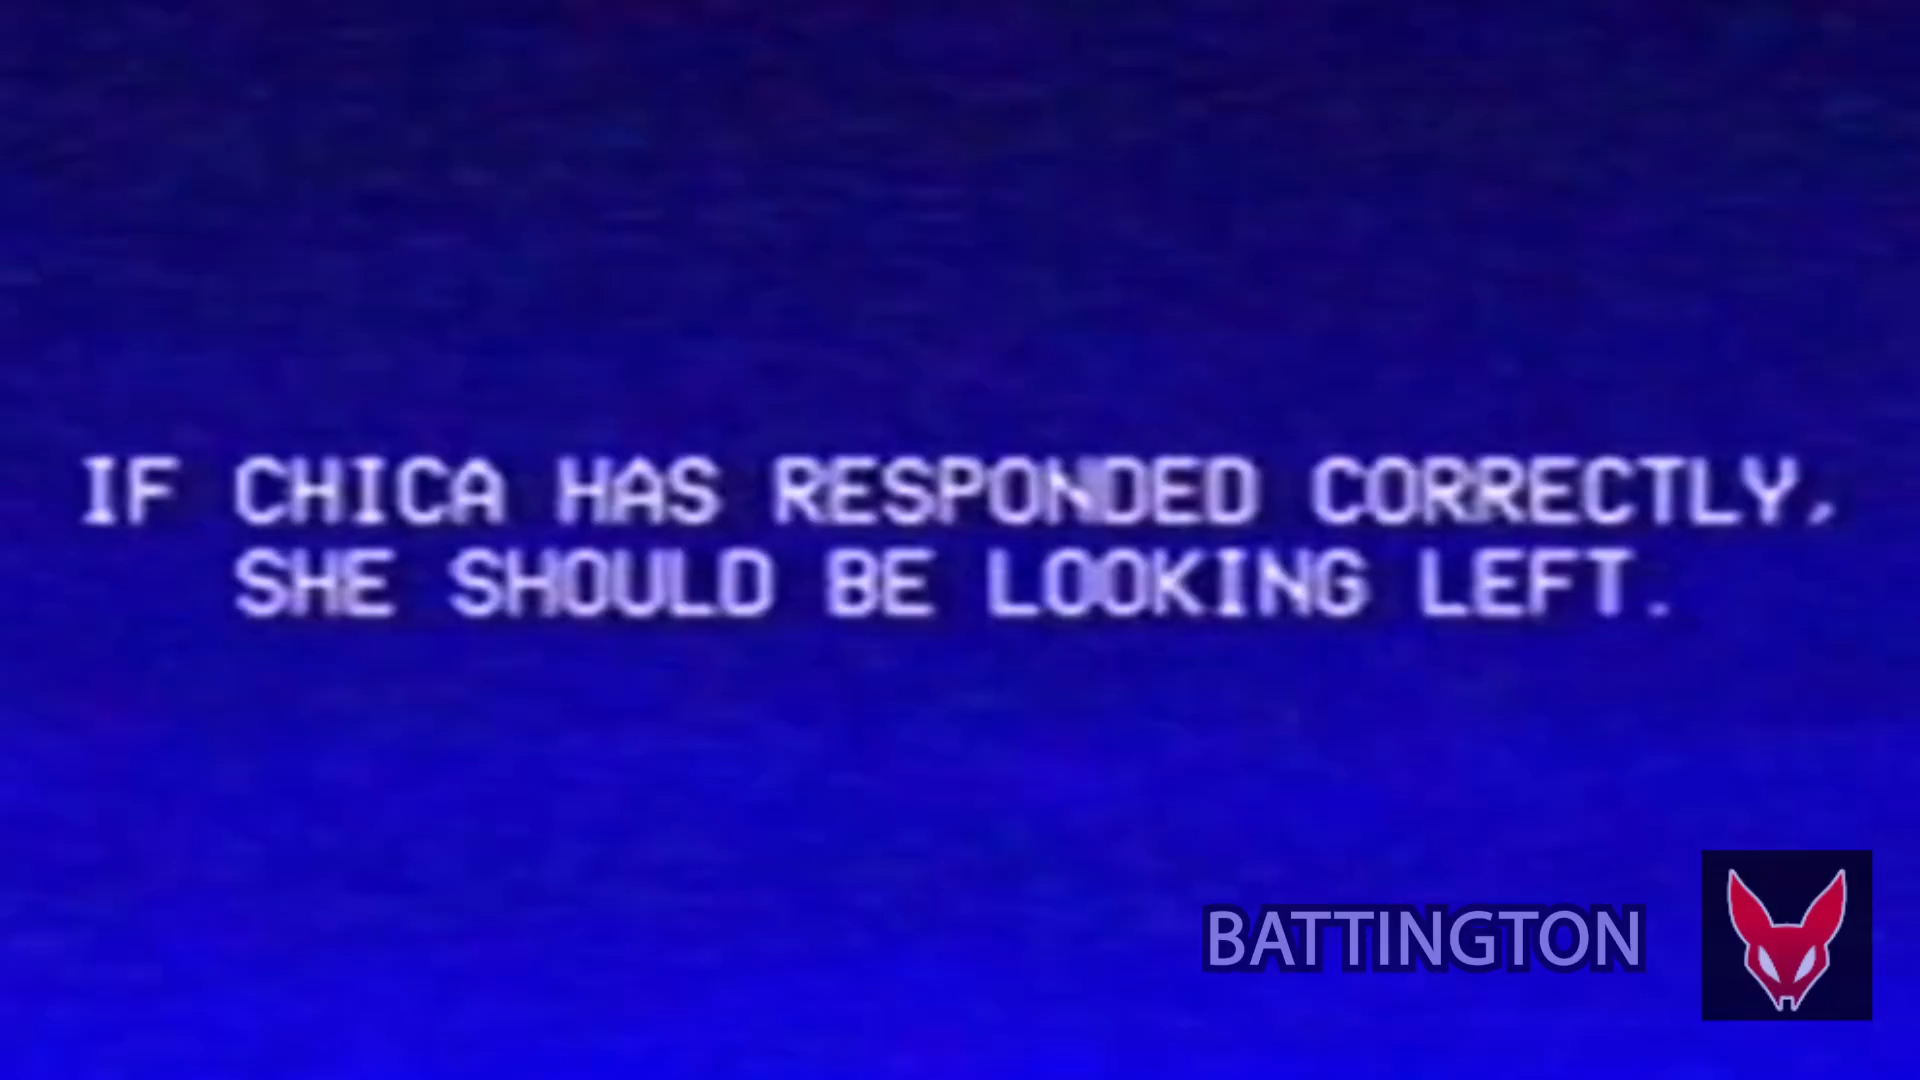 IF CHICA HAS RESPONDED CORRECTLY,
SHE SHOULD BE LOOKING LEFT.
BATTINGTON